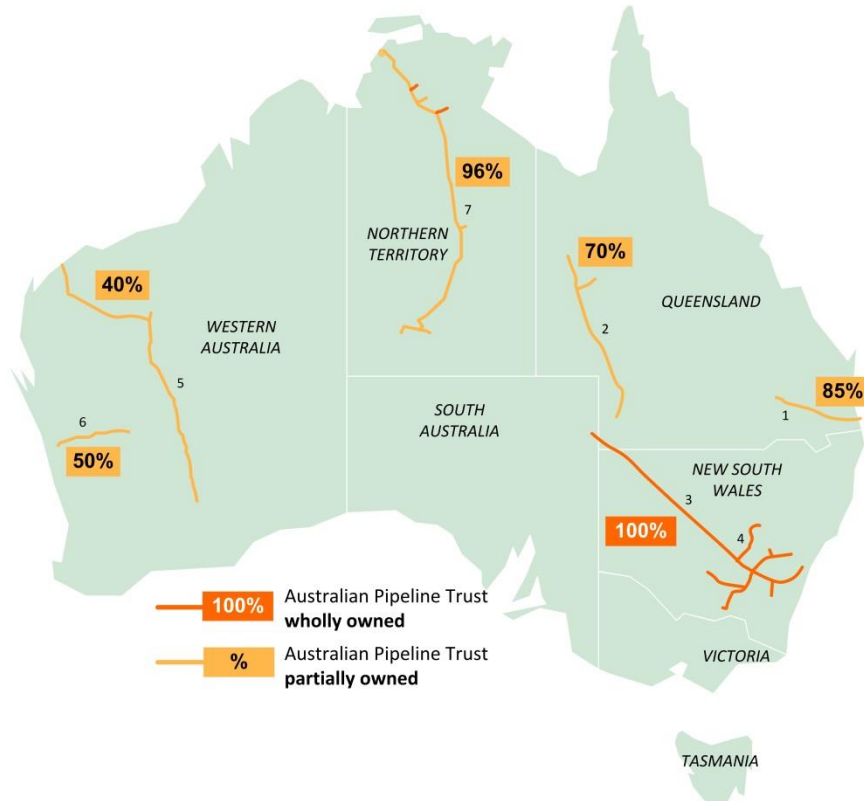 96%
7
NORTHERN
TERRITORY
70%
40%
QUEENSLAND
WESTERN
AUSTRALIA
2
5
85%
SOUTH
AUSTRALIA
1
6
50%
NEW SOUTH
WALES
3
100%
4
100% Australian Pipeline Trust
wholly owned
% Australian Pipeline Trust
partially owned
VICTORIA
TASMANIA